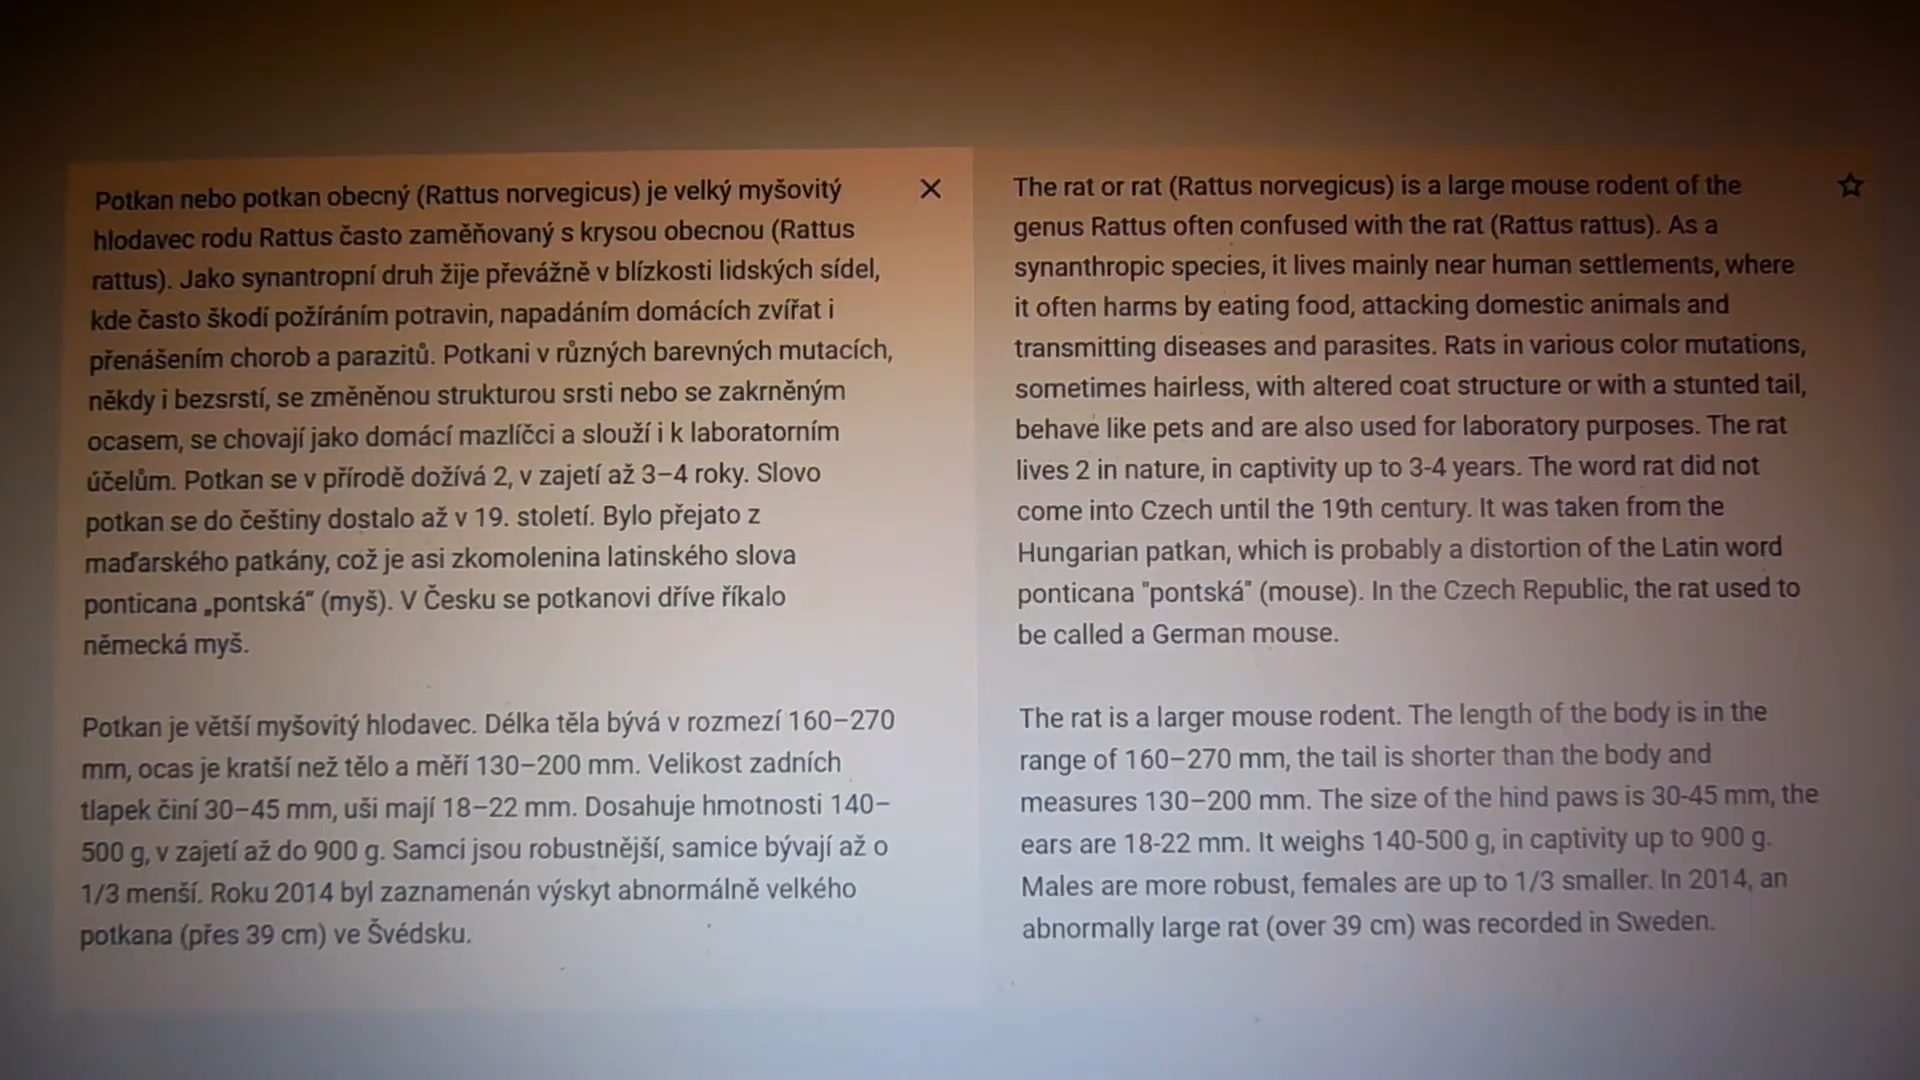 Potkan nebo potkan obecný (Rattus norvegicus) je velký myšovitý
hlodavec rodu Rattus často zaměňovaný s krysou obecnou (Rattus
rattus). Jako synantropní druh žije převážně v blízkosti lidských sídel,
kde často škodí požíráním potravin, napadáním domácích zvířat i
přenášením chorob a parazitů. Potkani v různých barevných mutacích,
někdy i bezsrstí, se změněnou strukturou srsti nebo se zakrněným
ocasem, se chovají jako domácí mazlíčci a slouží i k laboratorním
účelům. Potkan se v přírodě dožívá 2, v zajetí až 3–4 roky. Slovo
potkan se do češtiny dostalo až v 19. století. Bylo přejato z
maďarského patkány, což je asi zkomolenina latinského slova
ponticana „pontská“ (myš). V Česku se potkanovi dříve říkalo
německá myš.
Potkan je větší myšovitý hlodavec. Délka těla bývá v rozmezí 160–270
mm, ocas je kratší než tělo a měří 130–200 mm. Velikost zadních
tlapek činí 30–45 mm, uši mají 18–22 mm. Dosahuje hmotnosti 140–
500 g, v zajetí až do 900 g. Samci jsou robustnější, samice bývají až o
1/3 menší. Roku 2014 byl zaznamenán výskyt abnormálně velkého
potkana (přes 39 cm) ve Švédsku.
The rat or rat (Rattus norvegicus) is a large mouse rodent of the
genus Rattus often confused with the rat (Rattus rattus). As a
synanthropic species, it lives mainly near human settlements, where
it often harms by eating food, attacking domestic animals and
transmitting diseases and parasites. Rats in various color mutations,
sometimes hairless, with altered coat structure or with a stunted tail,
behave like pets and are also used for laboratory purposes. The rat
lives 2 in nature, in captivity up to 3-4 years. The word rat did not
come into Czech until the 19th century. It was taken from the
Hungarian patkan, which is probably a distortion of the Latin word
ponticana "pontská" (mouse). In the Czech Republic, the rat used to
be called a German mouse.
The rat is a larger mouse rodent. The length of the body is in the
range of 160–270 mm, the tail is shorter than the body and
measures 130–200 mm. The size of the hind paws is 30-45 mm, the
ears are 18-22 mm. It weighs 140-500 g, in captivity up to 900 g.
Males are more robust, females are up to 1/3 smaller. In 2014, an
abnormally large rat (over 39 cm) was recorded in Sweden.